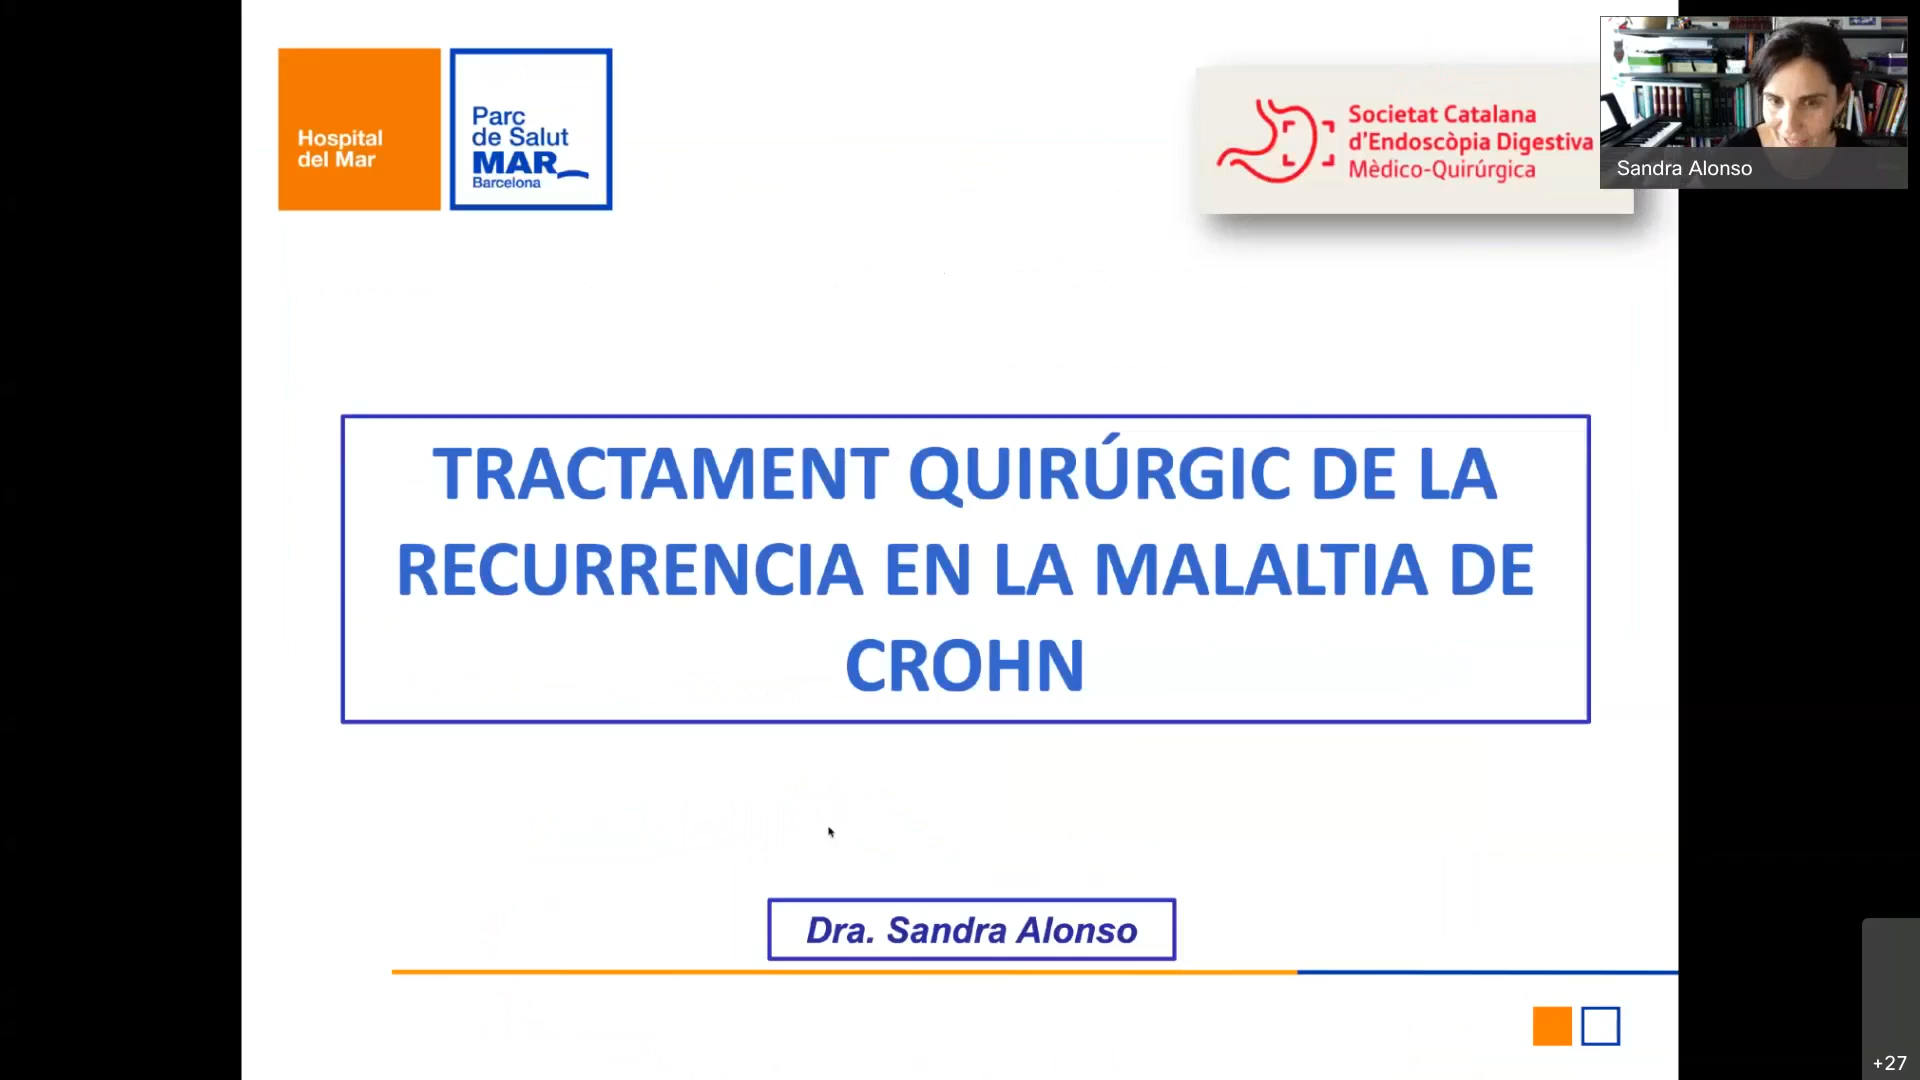 Hospital
del Mar
Parc
de Salut
MAR
Barcelona
Societat Catalana
d'Endoscòpia Digestiva
Mèdico-Quirúrgica
Sandra Alonso
TRACTAMENT QUIRÚRGIC DE LA
RECURRENCIA EN LA MALALTIA DE
CROHN
Dra. Sandra Alonso
+27